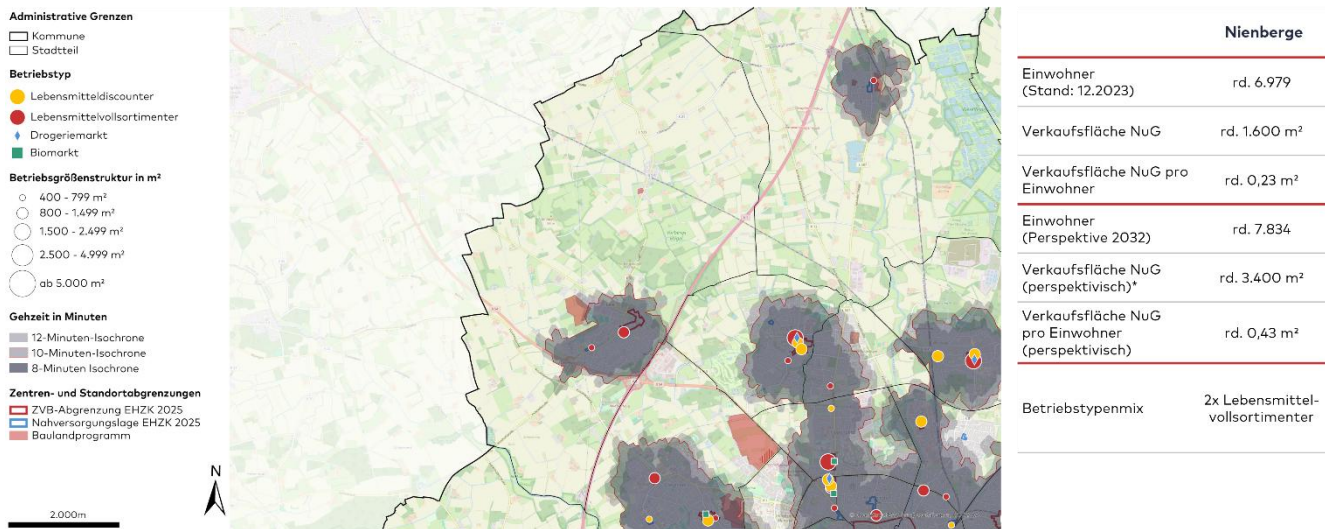 Administrative Grenzen
Kommune
Stadtteil
Betriebstyp
Lebensmitteldiscounter
Lebensmittelvollsortimenter
Drogeriemarkt
Biomarkt
Betriebsgrößenstruktur in m²
400 - 799 m²
800 - 1.499 m²
1.500 - 2.499 m²
2.500 - 4.999 m²
ab 5.000 m²
Gehzeit in Minuten
12-Minuten-Isochrone
10-Minuten-Isochrone
8-Minuten Isochrone
Zentren- und Standortabgrenzungen
ZVB-Abgrenzung EHZK 2025
Nahversorgungslage EHZK 2025
Baulandprogramm
N
2.000m
Nienberge
Einwohner
(Stand: 12.2023)
rd. 6.979
Verkaufsfläche NuG
rd. 1.600 m²
Verkaufsfläche NuG pro
Einwohner
rd. 0,23 m²
Einwohner
(Perspektive 2032)
rd. 7.834
Verkaufsfläche NuG
(perspektivisch)*
rd. 3.400 m²
Verkaufsfläche NuG
pro Einwohner
(perspektivisch)
rd. 0,43 m²
Betriebstypenmix
2x Lebensmittel-
vollsortimenter